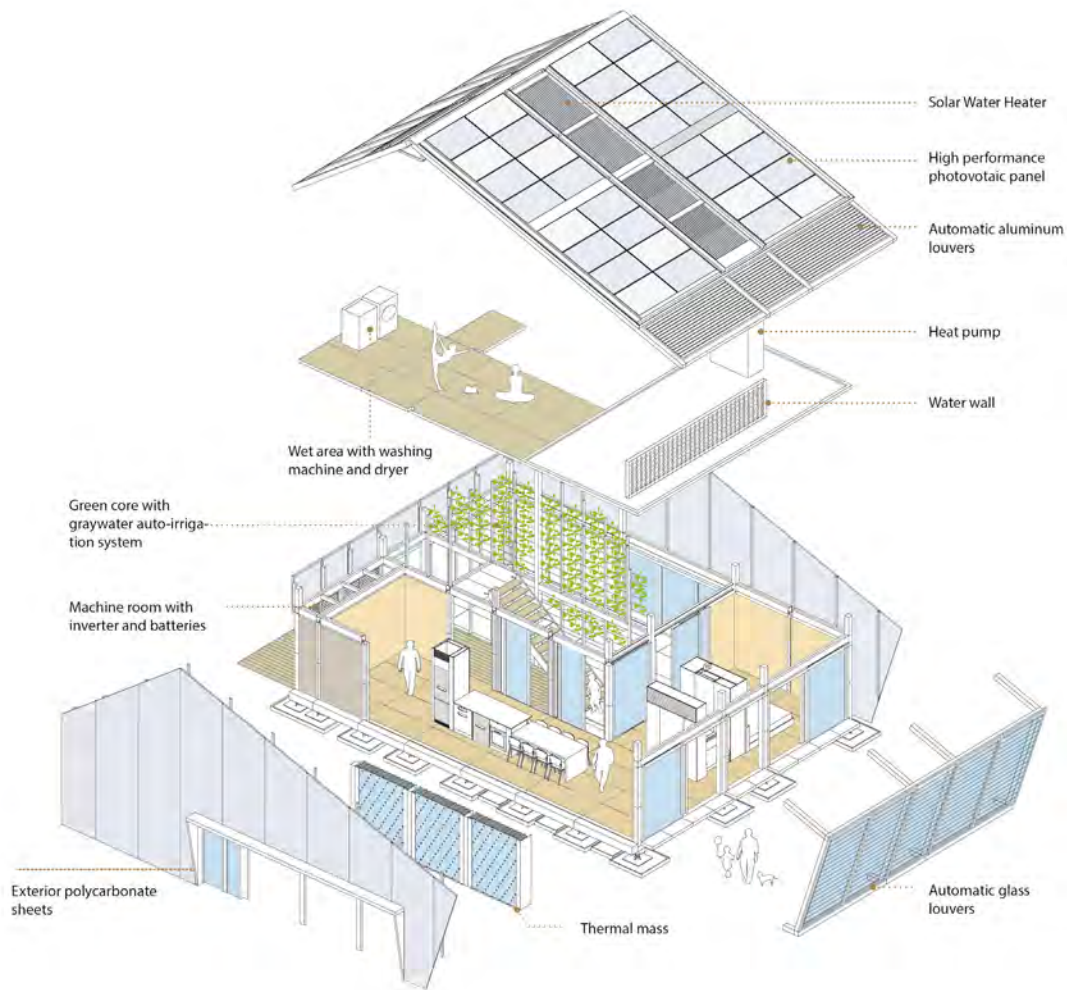 Solar Water Heater
High performance
photovotaic panel
Automatic aluminum
louvers
Heat pump
Water wall
Wet area with washing
machine and dryer
Green core with
graywater auto-irriga-
tion system
Machine room with
inverter and batteries
Exterior polycarbonate
sheets
Thermal mass
Automatic glass
louvers